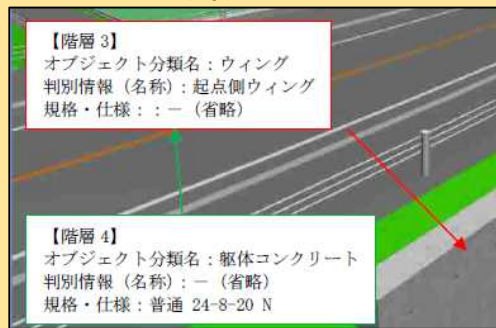 【階層 3】
オブジェクト分類名：ウィング
判別情報（名称）：起点側ウィング
規格・仕様：：－（省略）
【階層 4】
オブジェクト分類名：躯体コンクリート
判別情報（名称）：－（省略）
規格・仕様：普通 24-8-20 N